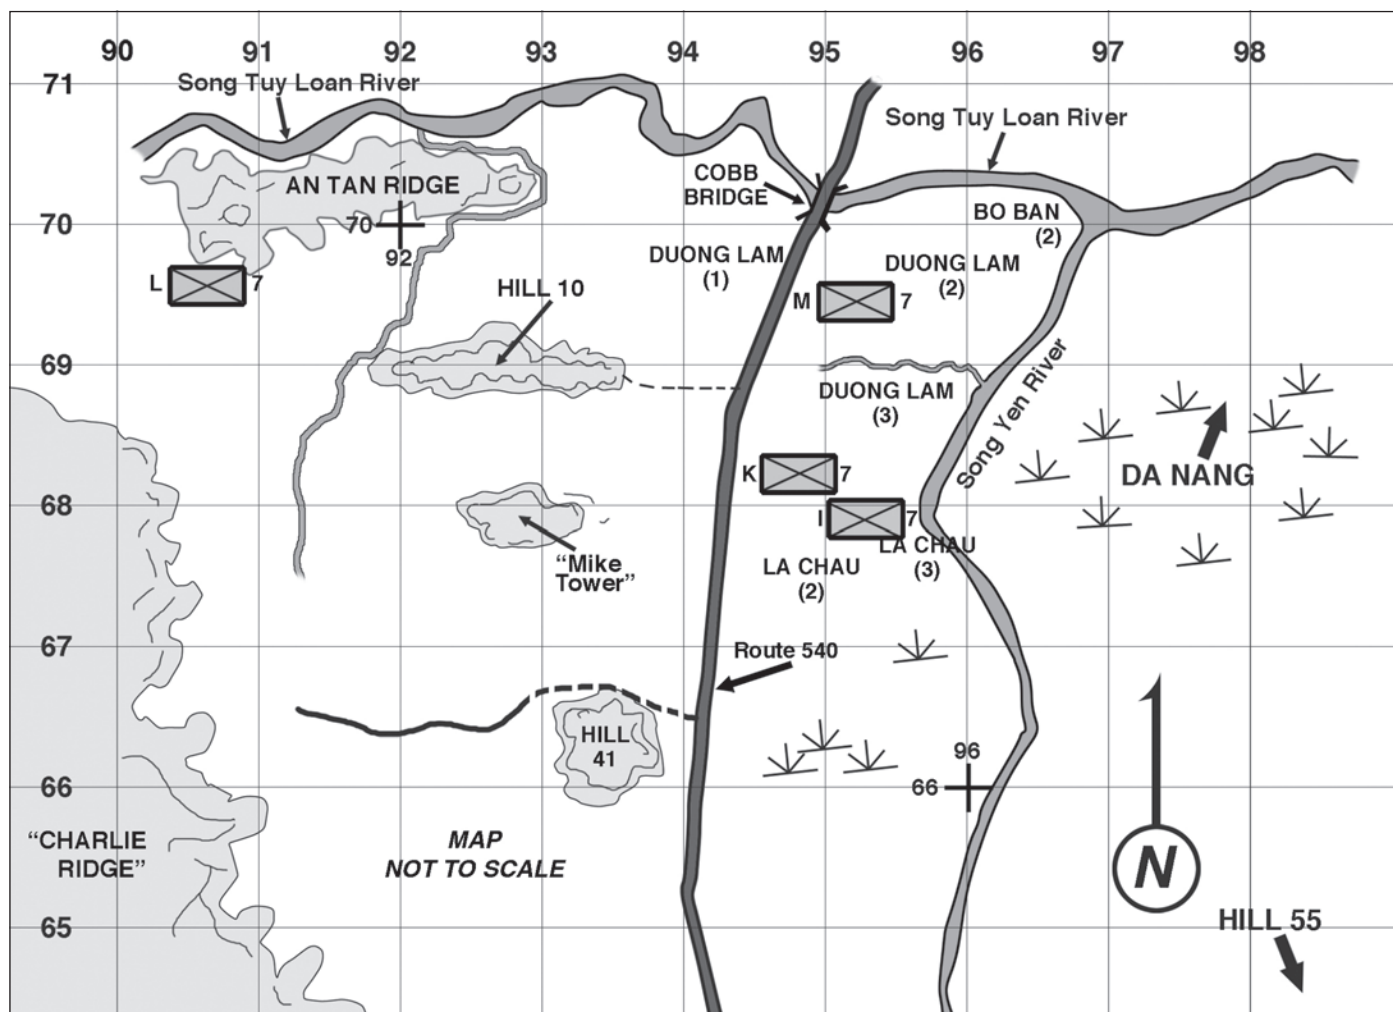 90 91 92 93 94 95 96 97 98
71
Song Tuy Loan River
Song Tuy Loan River
COBB
BRIDGE
AN TAN RIDGE
70
70
92
BO BAN
(2)
DUONG LAM
(1)
DUONG LAM
(2)
L 7
M 7
HILL 10
69
DUONG LAM
(3)
Song Yen River
DA NANG
K 7
68
I 7
"Mike
Tower"
LA CHAU
(2)
LA CHAU
(3)
67
Route 540
HILL
41
96
66
66
"CHARLIE
RIDGE"
MAP
NOT TO SCALE
N
65
HILL 55